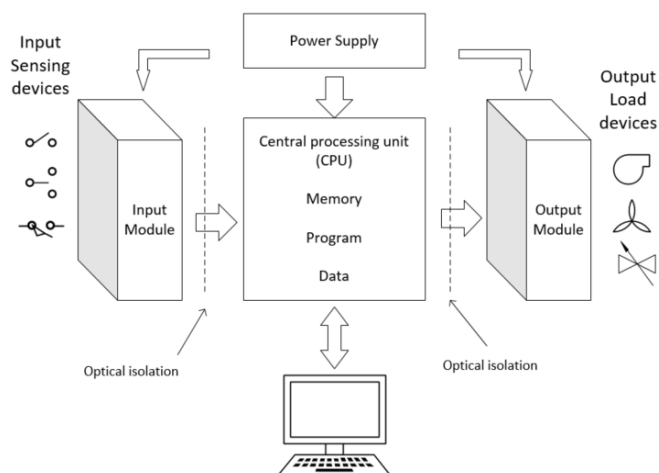 Input
Sensing
devices
Power Supply
Output
Load
devices
Central processing unit
(CPU)
Memory
Program
Data
Input
Module
Output
Module
Optical isolation
Optical isolation